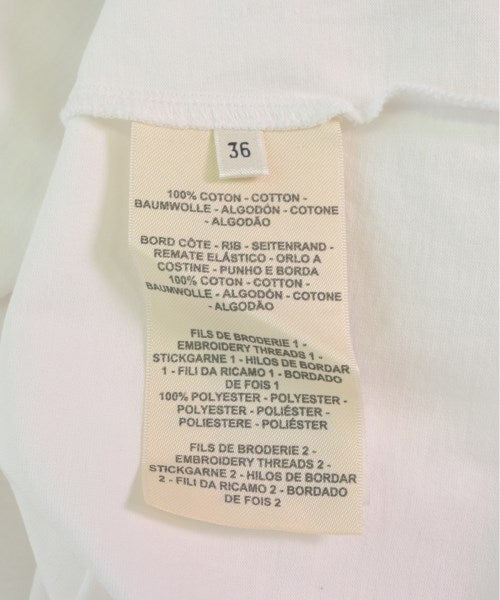 36
100% COTON - COTTON -
BAUMWOLLE - ALGODÓN - COTONE
- ALGODÃO
BORD CÔTE - RIB - SEITENRAND -
REMATE ELÁSTICO - ORLO A
COSTINE - PUNHO E BORDA
100% COTON - COTTON -
BAUMWOLLE - ALGODÓN - COTONE
- ALGODÃO
FILS DE BRODERIE 1 -
EMBROIDERY THREADS 1 -
STICKGARNE 1 - HILOS DE BORDAR
1 - FILI DA RICAMO 1 - BORDADO
DE FOIS 1
100% POLYESTER - POLYESTER -
POLYESTER - POLIÉSTER -
POLIESTERE - POLIÉSTER
FILS DE BRODERIE 2 -
EMBROIDERY THREADS 2 -
STICKGARNE 2 - HILOS DE BORDAR
2 - FILI DA RICAMO 2 - BORDADO
DE FOIS 2